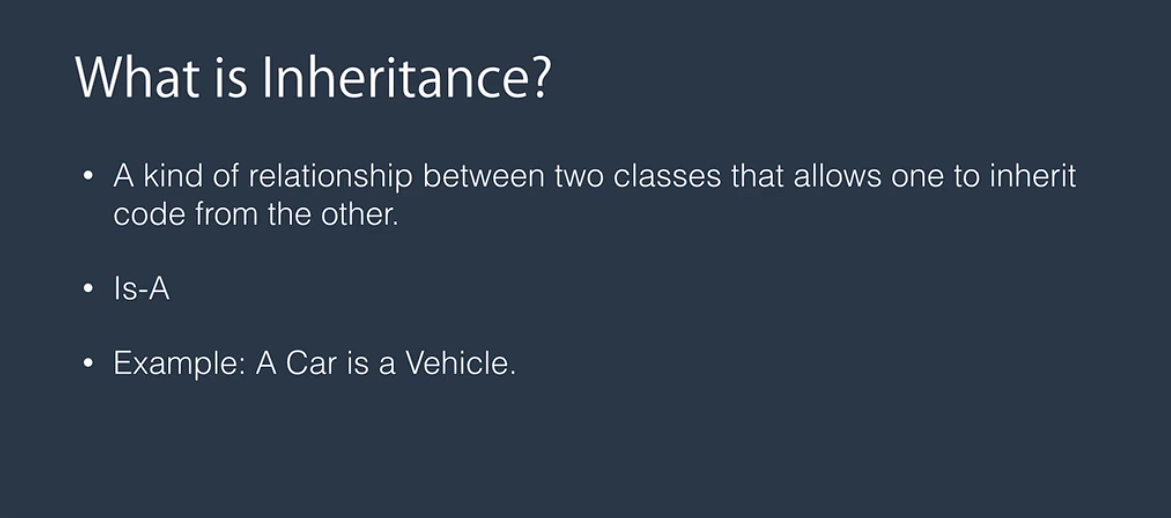 What is Inheritance?
• A kind of relationship between two classes that allows one to inherit
code from the other.
• Is-A
• Example: A Car is a Vehicle.